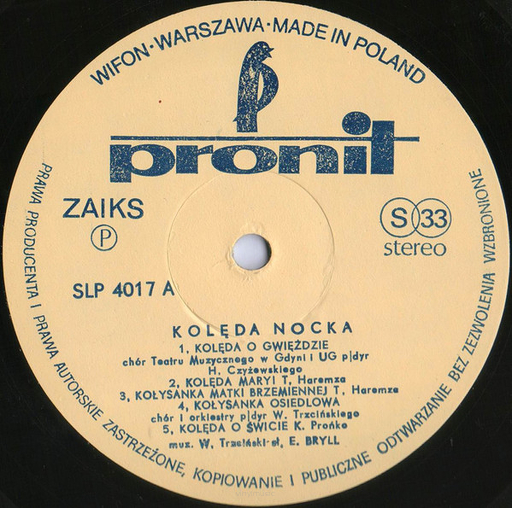 WIFON·WARSZAWA·MADE IN POLAND
pronit
ZAIKS
P
S 33
stereo
SLP 4017 A
KOLĘDA NOCKA
1, KOLĘDA O GWIEŹDZIE
chór Teatru Muzycznego w Gdyni i UG p|dyr
H. Czyżewskiego
2, KOLĘDA MARYI T, Haremza
3, KOŁYSANKA MATKI BRZEMIENNEJ T, Haremza
4, KOŁYSANKA OSIEDLOWA
chór i orkiestry p|dyr W. Trzcińskiego
5, KOLĘDA O ŚWICIE K. Prońko
muz. W, Trzciński-sł, E. BRYLL
PRAWA PRODUCENTA I PRAWA AUTORSKIE ZASTRZEŻONE, KOPIOWANIE I PUBLICZNE ODTWARZANIE BEZ ZEZWOLENIA WZBRONIONE